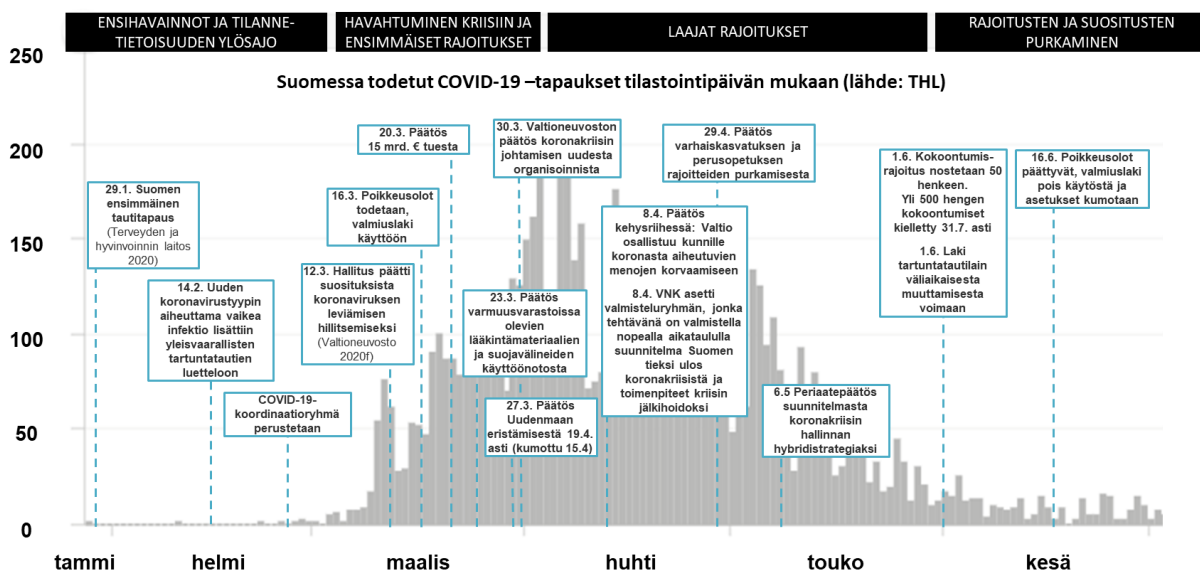 ENSIHAVAINNOT JA TILANNE-
TIETOISUUDEN YLÖSAJO
HAVAHTUMINEN KRIISIIN JA
ENSIMMÄISET RAJOITUKSET
LAAJAT RAJOITUKSET
RAJOITUSTEN JA SUOSITUSTEN
PURKAMINEN
Suomessa todetut COVID-19 –tapaukset tilastointipäivän mukaan (lähde: THL)
250
200
150
100
50
0
29.1. Suomen
ensimmäinen
tautitapaus
(Terveyden ja
hyvinvoinnin laitos
2020)
14.2. Uuden
koronavirustyypin
aiheuttama vaikea
infektio lisättiin
yleisvaarallisten
tartuntatautien
luetteloon
COVID-19-
koordinaatioryhmä
perustetaan
12.3. Hallitus päätti
suosituksista
koronaviruksen
leviämisen
hillitsemiseksi
(Valtioneuvosto
2020f)
16.3. Poikkeusolot
todetaan,
valmiuslaki
käyttöön
20.3. Päätös
15 mrd. € tuesta
23.3. Päätös
varmuusvarastoissa
olevien
lääkintämateriaalien
ja suojavälineiden
käyttöönotosta
27.3. Päätös
Uudenmaan
eristämisestä 19.4.
asti (kumottu 15.4)
30.3. Valtioneuvoston
päätös koronakriisin
johtamisen uudesta
organisoinnista
8.4. Päätös
kehysriihessä: Valtio
osallistuu kunnille
koronasta aiheutuvien
menojen korvaamiseen
8.4. VNK asetti
valmisteluryhmän, jonka
tehtävänä on valmistella
nopealla aikataululla
suunnitelma Suomen
tieksi ulos
koronakriisistä ja
toimenpiteet kriisin
jälkihoidoksi
29.4. Päätös
varhaiskasvatuksen ja
perusopetuksen
rajoitteiden purkamisesta
6.5 Periaatepäätös
suunnitelmasta
koronakriisin
hallinnan
hybridistrategiaksi
1.6. Kokoontumis-
rajoitus nostetaan 50
henkeen.
Yli 500 hengen
kokoontumiset
kielletty 31.7. asti
1.6. Laki
tartuntatautilain
väliaikaisesta
muuttamisesta
voimaan
16.6. Poikkeusolot
päättyvät, valmiuslaki
pois käytöstä ja
asetukset kumotaan
tammi
helmi
maalis
huhti
touko
kesä